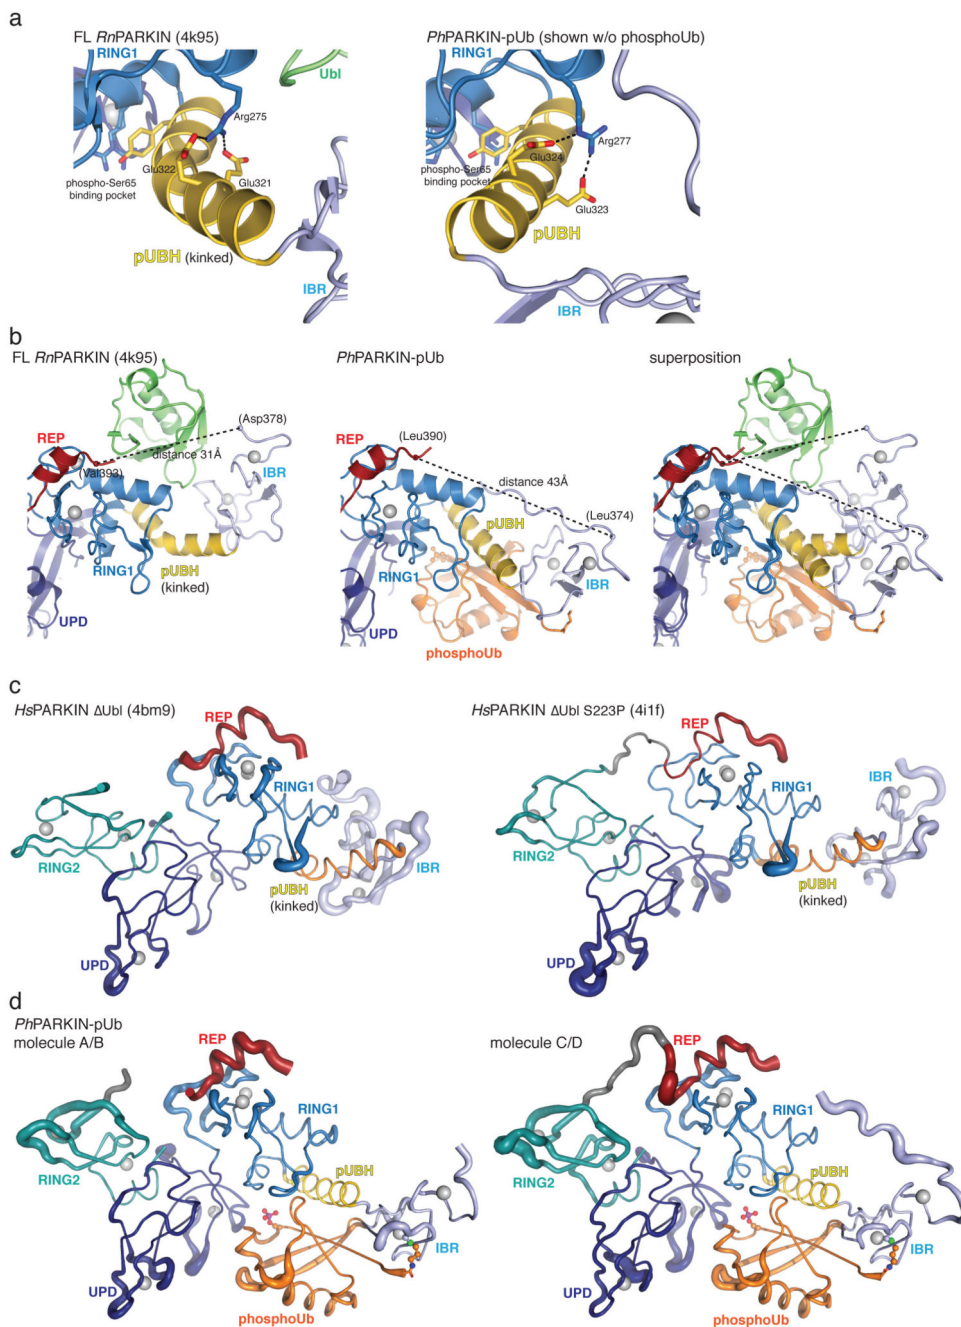 a
FL RnPARKIN (4k95)
RING1
Ubl
Arg275
Glu322
Glu321
phospho-Ser65
binding pocket
pUBH (kinked)
IBR
PhPARKIN-pUb (shown w/o phosphoUb)
RING1
Arg277
Glu324
phospho-Ser65
binding pocket
Glu323
pUBH
IBR
b
FL RnPARKIN (4k95)
(Asp378)
REP
distance 31Å
(Val393)
IBR
RING1
pUBH
(kinked)
UPD
PhPARKIN-pUb
REP
(Leu390)
distance 43Å
(Leu374)
pUBH
RING1
IBR
UPD
phosphoUb
superposition
c
HsPARKIN ΔUbl (4bm9)
REP
RING1
RING2
IBR
pUBH
(kinked)
UPD
HsPARKIN ΔUbl S223P (4i1f)
REP
IBR
RING1
RING2
pUBH
(kinked)
UPD
d
PhPARKIN-pUb
molecule A/B
REP
RING1
pUBH
RING2
IBR
UPD
phosphoUb
molecule C/D
REP
RING1
pUBH
RING2
IBR
UPD
phosphoUb